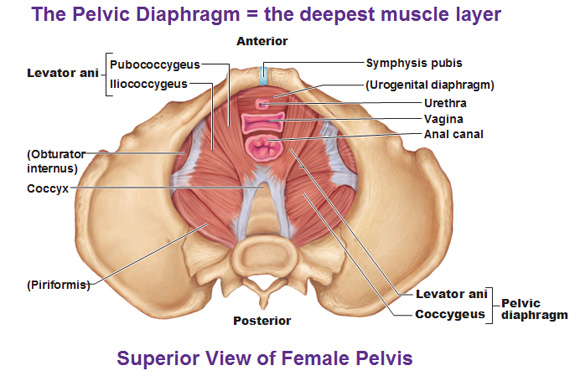 The Pelvic Diaphragm = the deepest muscle layer
Anterior
Levator ani
Pubococcygeus
Iliococcygeus
Symphysis pubis
(Urogenital diaphragm)
Urethra
Vagina
Anal canal
(Obturator
internus)
Coccyx
(Piriformis)
Levator ani
Coccygeus
Pelvic
diaphragm
Posterior
Superior View of Female Pelvis